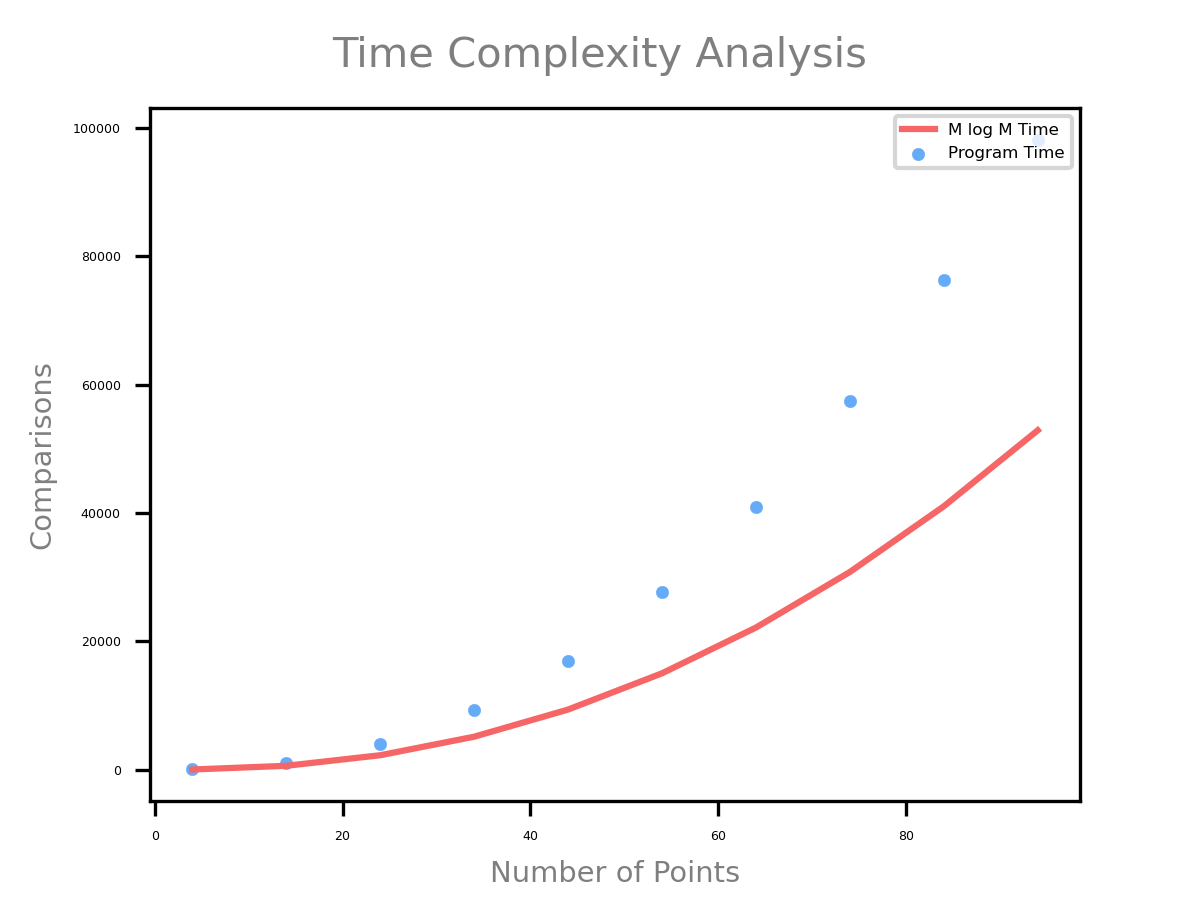 Time Complexity Analysis
M log M Time
Program Time
100000
80000
60000
40000
20000
0
Comparisons
0 20 40 60 80
Number of Points